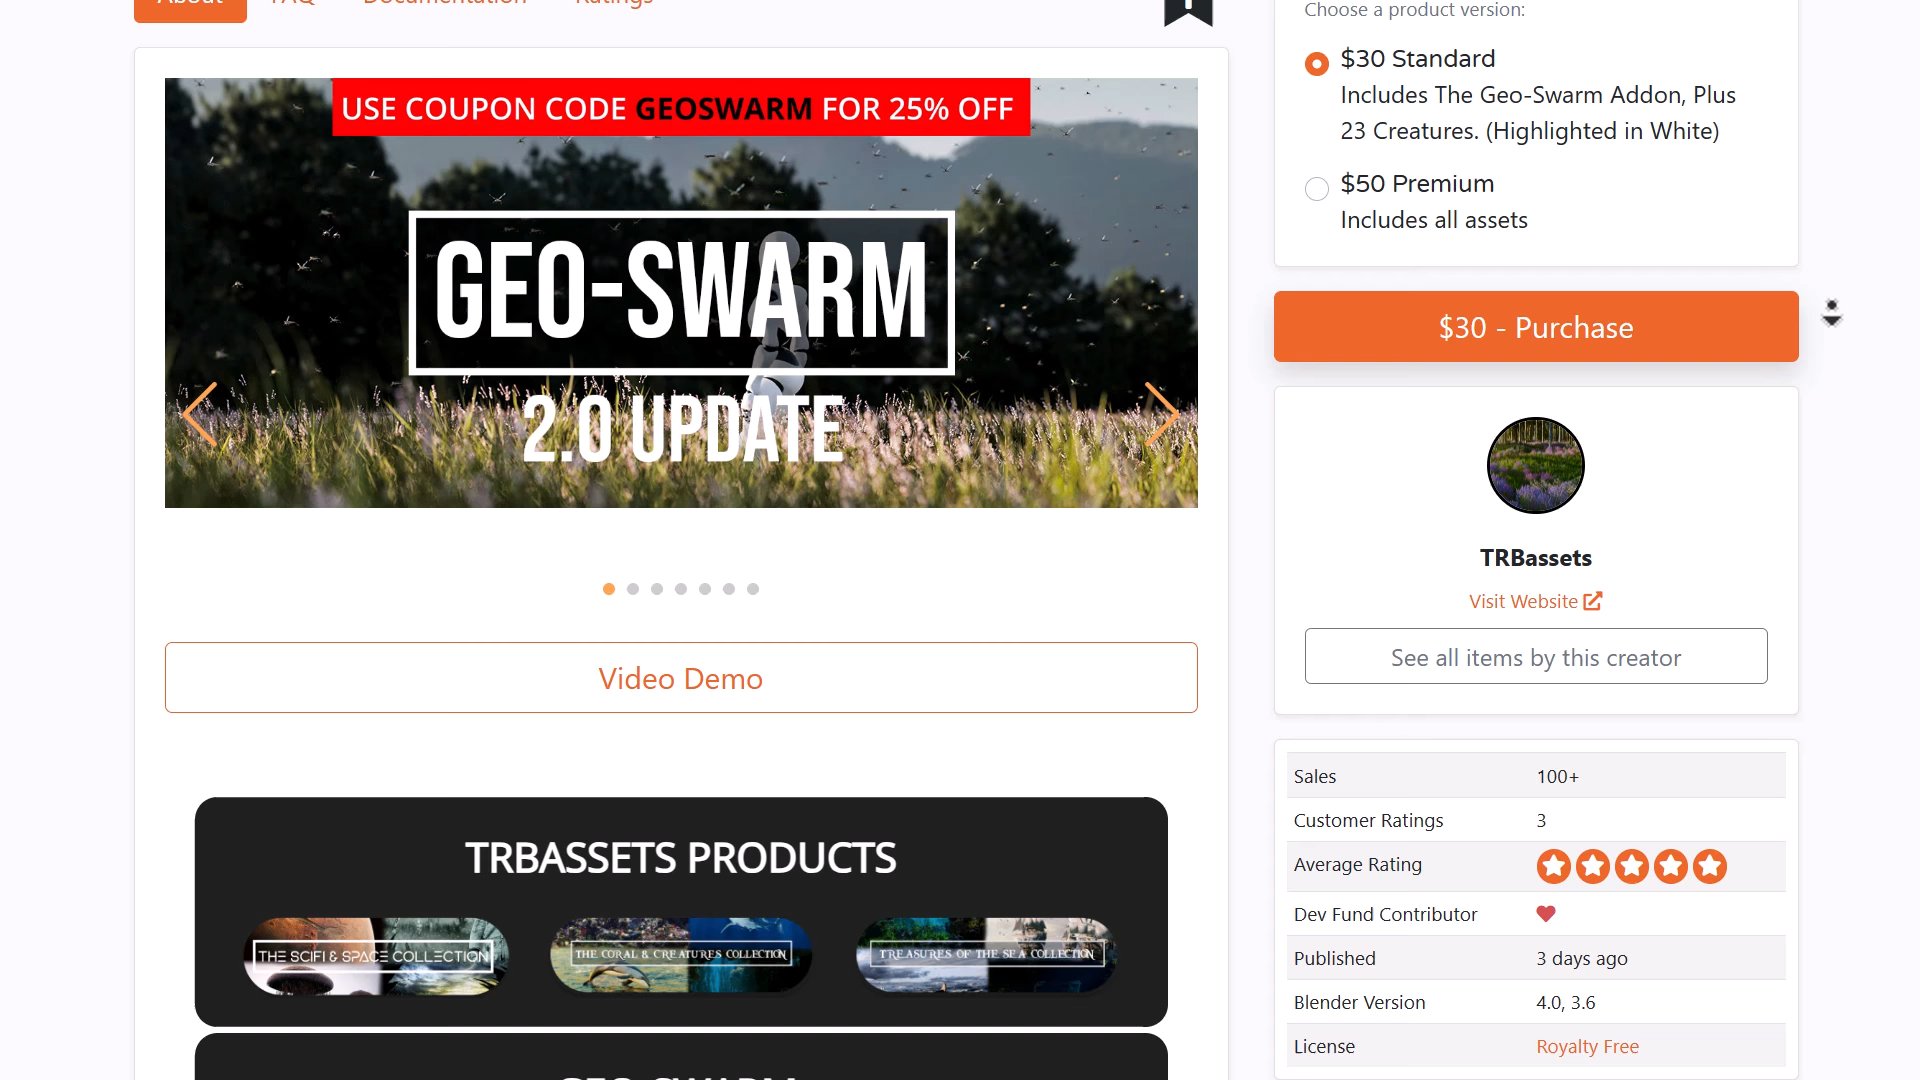 Choose a product version:
$30 Standard
Includes The Geo-Swarm Addon, Plus
23 Creatures. (Highlighted in White)
$50 Premium
Includes all assets
$30 - Purchase
USE COUPON CODE GEOSWARM FOR 25% OFF
GEO-SWARM
2.0 UPDATE
Video Demo
TRBassets
Visit Website
See all items by this creator
TRBASSETS PRODUCTS
THE SCIFI & SPACE COLLECTION
THE CORAL & CREATURES COLLECTION
TREASURES OF THE SEA COLLECTION
Sales 100+
Customer Ratings 3
Average Rating
Dev Fund Contributor
Published 3 days ago
Blender Version 4.0, 3.6
License Royalty Free